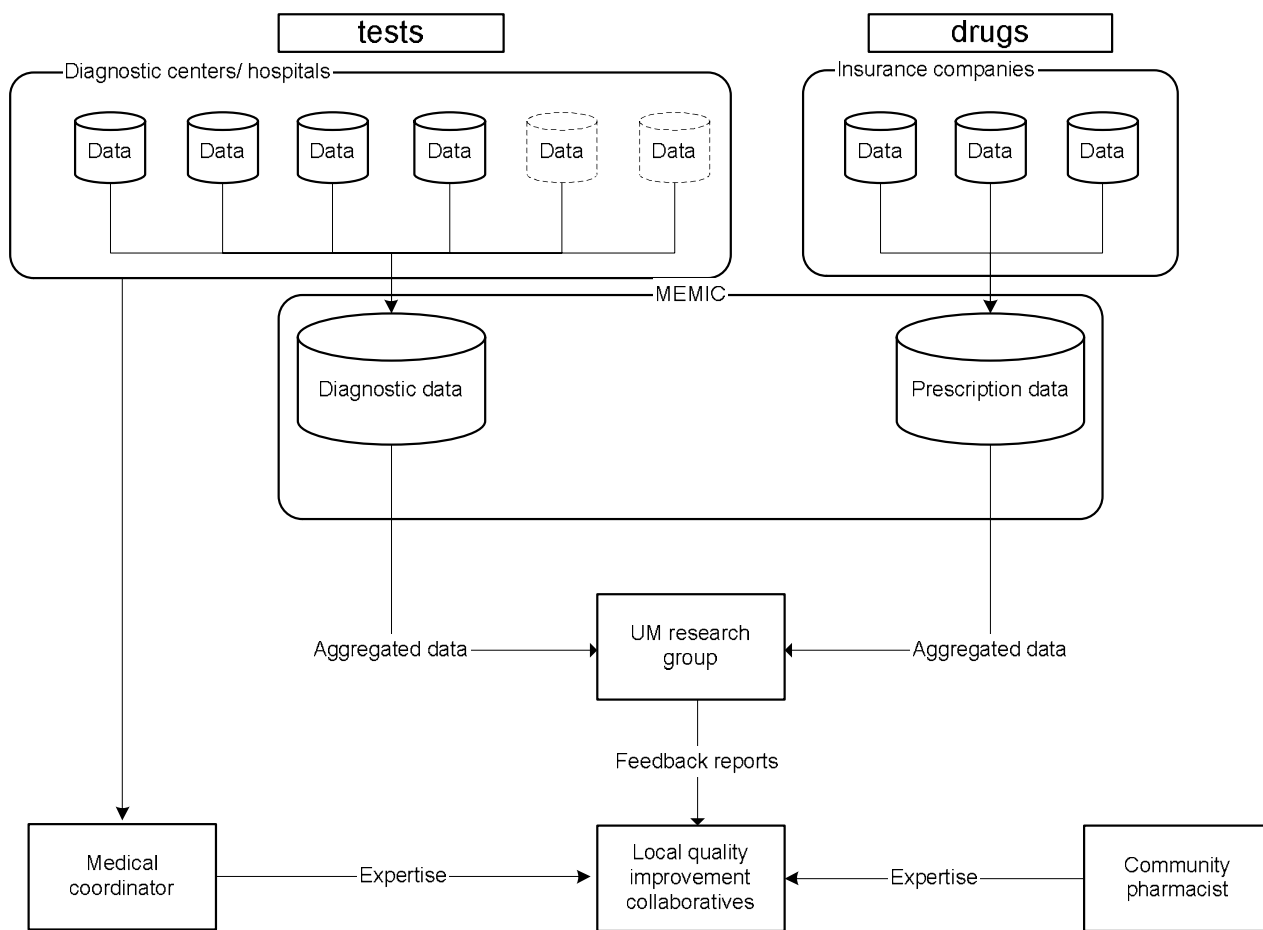 tests
drugs
Diagnostic centers/ hospitals
Insurance companies
Data
Data
Data
Data
Data
Data
Data
Data
Data
MEMIC
Diagnostic data
Prescription data
UM research
group
Aggregated data
Aggregated data
Feedback reports
Medical
coordinator
Expertise
Local quality
improvement
collaboratives
Expertise
Community
pharmacist